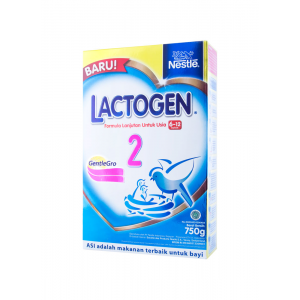 Nestlé
BARU!
LACTOGEN
Formula Lanjutan Untuk Usia 6-12
2
GentleGro
750g
ASI adalah makanan terbaik untuk bayi